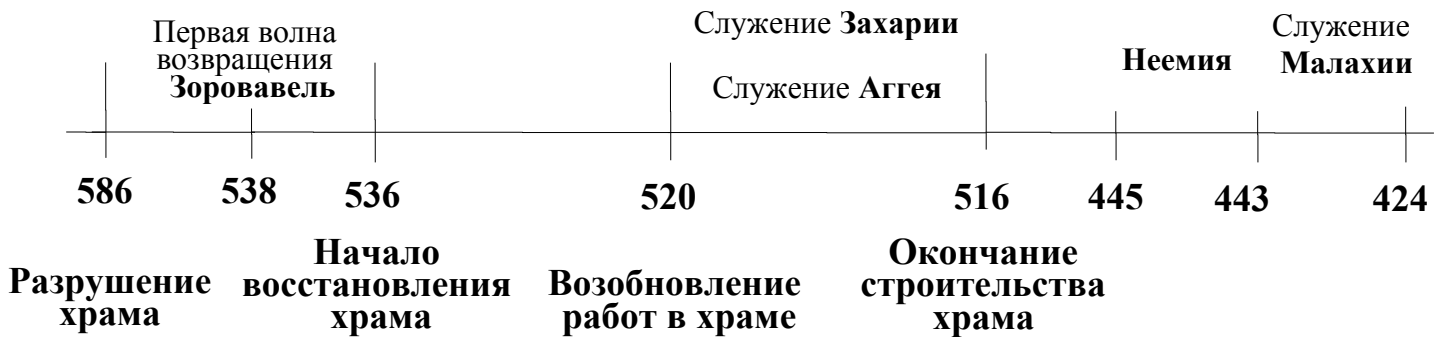 Первая волна
возвращения
Зоровавель
Служение Захарии
Служение Аггея
Неемия
Служение
Малахии
586
538
536
520
516
445
443
424
Разрушение
храма
Начало
восстановления
храма
Возобновление
работ в храме
Окончание
строительства
храма